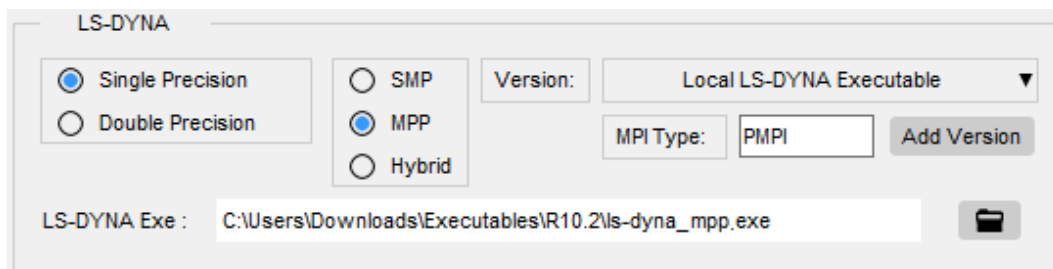 LS-DYNA
Single Precision
SMP
Version:
Local LS-DYNA Executable
Double Precision
MPP
MPI Type:
PMPI
Add Version
Hybrid
LS-DYNA Exe :
C:\Users\Downloads\Executables\R10.2\ls-dyna_mpp.exe